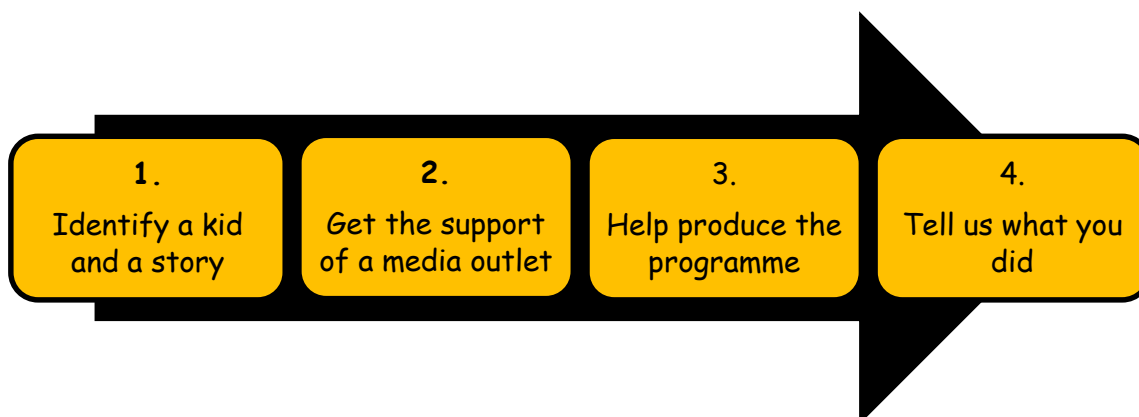 1.
Identify a kid
and a story
2.
Get the support
of a media outlet
3.
Help produce the
programme
4.
Tell us what you
did